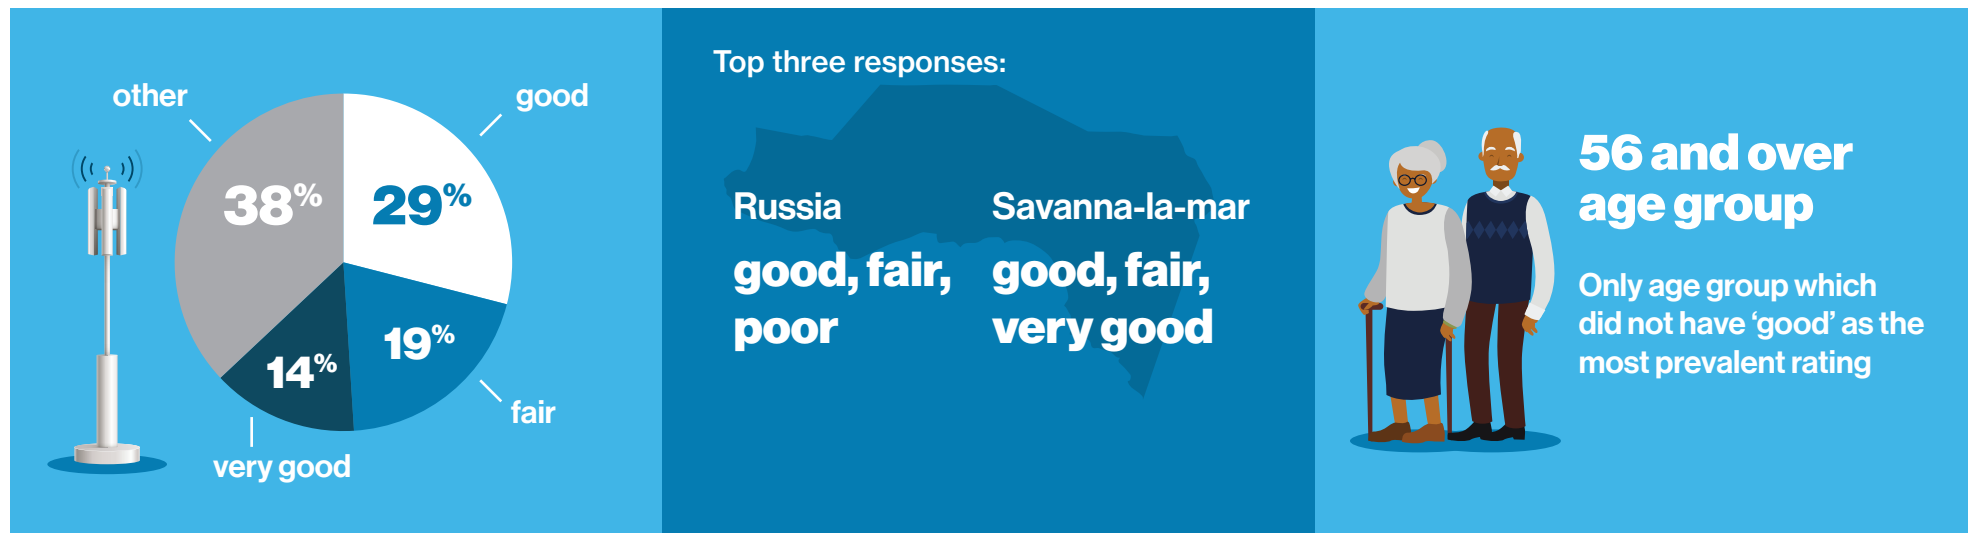 other
good
38%
29%
19%
14%
fair
very good
Top three responses:
Russia
good, fair,
poor
Savanna-la-mar
good, fair,
very good
56 and over
age group
Only age group which
did not have ‘good’ as the
most prevalent rating